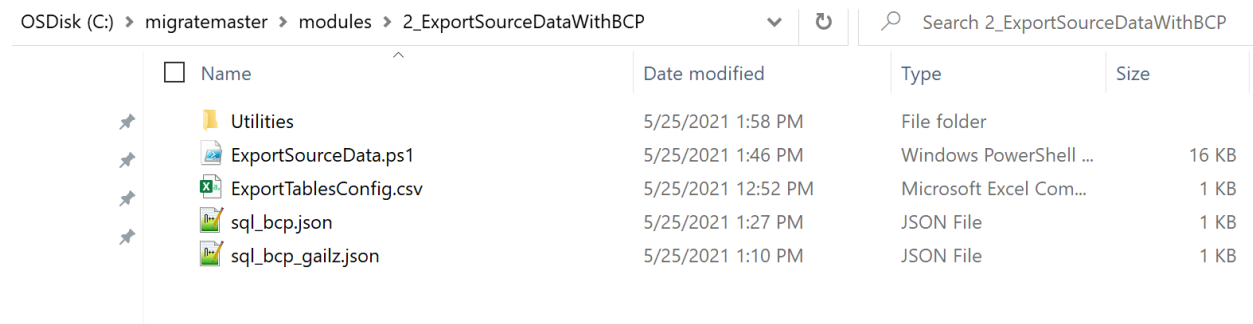 OSDisk (C:) > migratemaster > modules > 2_ExportSourceDataWithBCP Search 2_ExportSourceDataWithBCP
Name Date modified Type Size
Utilities 5/25/2021 1:58 PM File folder
ExportSourceData.ps1 5/25/2021 1:46 PM Windows PowerShell ... 16 KB
ExportTablesConfig.csv 5/25/2021 12:52 PM Microsoft Excel Com... 1 KB
sql_bcp.json 5/25/2021 1:27 PM JSON File 1 KB
sql_bcp_gailz.json 5/25/2021 1:10 PM JSON File 1 KB